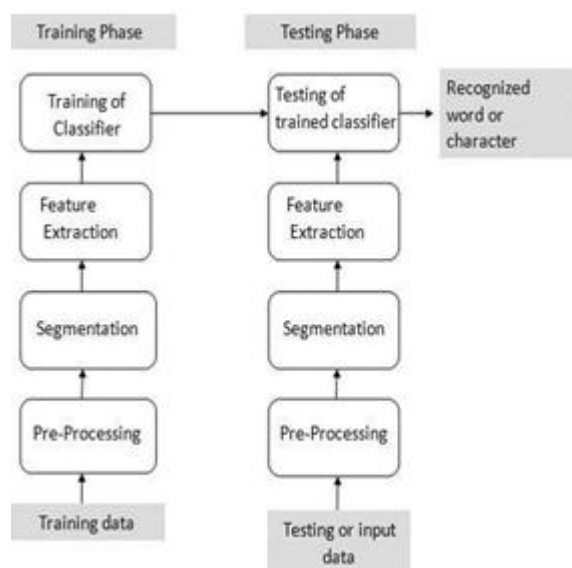 Training Phase
Testing Phase
Training of
Classifier
Testing of
trained classifier
Recognized
word or
character
Feature
Extraction
Feature
Extraction
Segmentation
Segmentation
Pre-Processing
Pre-Processing
Training data
Testing or input
data